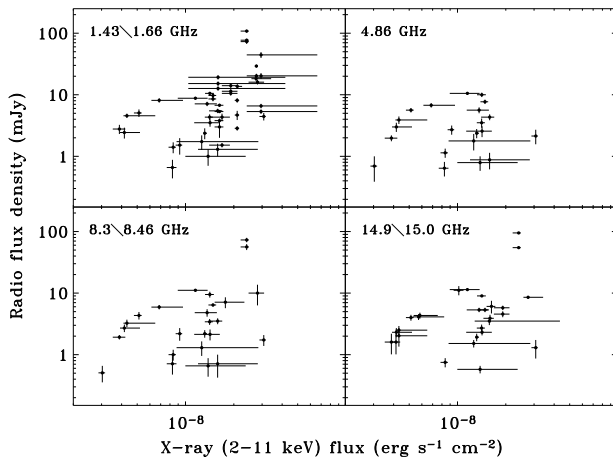 1.43\1.66 GHz
4.86 GHz
100
10
1
8.3\8.46 GHz
14.9\15.0 GHz
100
10
1
Radio flux density (mJy)
10⁻⁸
10⁻⁸
X-ray (2-11 keV) flux (erg s⁻¹ cm⁻²)